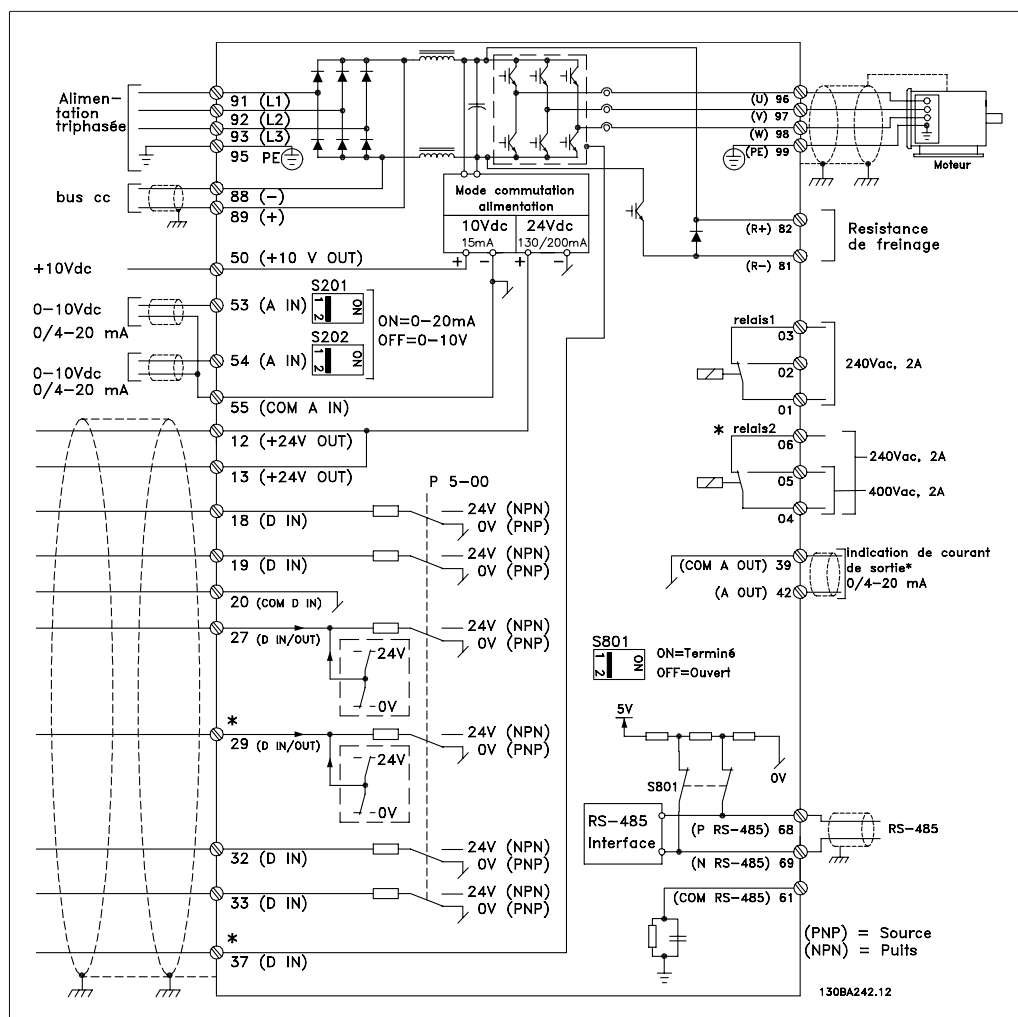 Alimen-
tation
triphasée
91 (L1)
92 (L2)
93 (L3)
95 PE
bus cc
88 (-)
89 (+)
+10Vdc
50 (+10 V OUT)
0-10Vdc
0/4-20 mA
53 (A IN)
S201
1 2
ON
ON=0-20mA
OFF=0-10V
0-10Vdc
0/4-20 mA
54 (A IN)
S202
1 2
ON
55 (COM A IN)
12 (+24V OUT)
13 (+24V OUT)
P 5-00
18 (D IN)
24V (NPN)
0V (PNP)
19 (D IN)
24V (NPN)
0V (PNP)
20 (COM D IN)
27 (D IN/OUT)
24V (NPN)
0V (PNP)
24V
0V
*
29 (D IN/OUT)
24V (NPN)
0V (PNP)
24V
0V
32 (D IN)
24V (NPN)
0V (PNP)
33 (D IN)
24V (NPN)
0V (PNP)
*
37 (D IN)
Mode commutation
alimentation
10Vdc
15mA
24Vdc
130/200mA
+ - + -
(U) 96
(V) 97
(W) 98
(PE) 99
Moteur
(R+) 82
(R-) 81
Resistance
de freinage
relais1
03
02
01
240Vac, 2A
* relais2
06
05
04
240Vac, 2A
400Vac, 2A
(COM A OUT) 39
(A OUT) 42
Indication de courant
de sortie*
0/4-20 mA
S801
1 2
ON
ON=Terminé
OFF=Ouvert
5V
0V
S801
RS-485
Interface
(P RS-485) 68
(N RS-485) 69
RS-485
(COM RS-485) 61
(PNP) = Source
(NPN) = Puits
130BA242.12